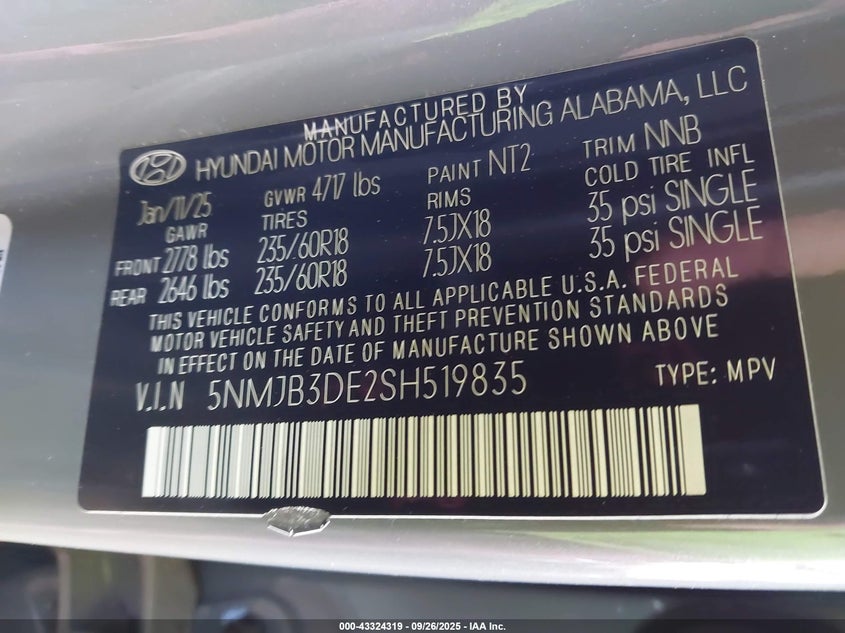 MANUFACTURED BY
HYUNDAI MOTOR MANUFACTURING ALABAMA, LLC
Jan/11/25 GVWR 4717 lbs PAINT NT2 TRIM NNB
GAWR TIRES RIMS COLD TIRE INFL
FRONT 2778 lbs 235/60R18 7.5JX18 35 psi SINGLE
REAR 2646 lbs 235/60R18 7.5JX18 35 psi SINGLE
THIS VEHICLE CONFORMS TO ALL APPLICABLE U.S.A. FEDERAL
MOTOR VEHICLE SAFETY AND THEFT PREVENTION STANDARDS
IN EFFECT ON THE DATE OF MANUFACTURE SHOWN ABOVE
V.I.N 5NMJB3DE2SH519835 TYPE: MPV
000-43324319 - 09/26/2025 - IAA Inc.